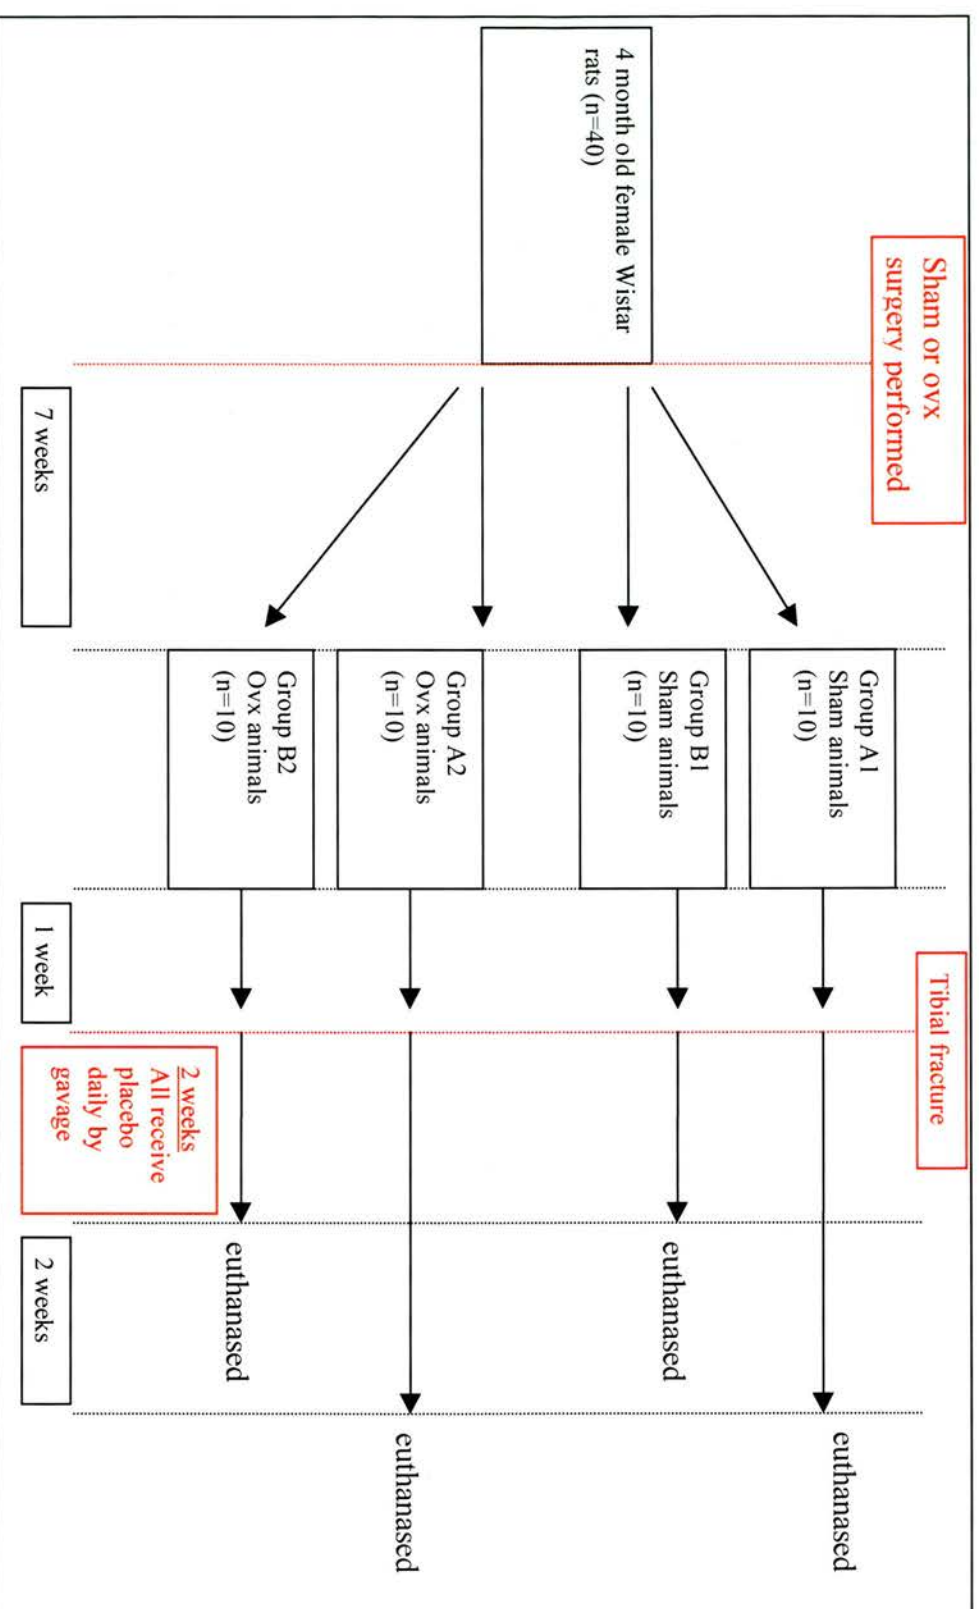 Sham or ovx
surgery performed
Tibial fracture
4 month old female Wistar
rats (n=40)
Group A1
Sham animals
(n=10)
euthanased
Group B1
Sham animals
(n=10)
euthanased
Group A2
Ovx animals
(n=10)
euthanased
Group B2
Ovx animals
(n=10)
euthanased
7 weeks
1 week
2 weeks
All receive
placebo
daily by
gavage
2 weeks